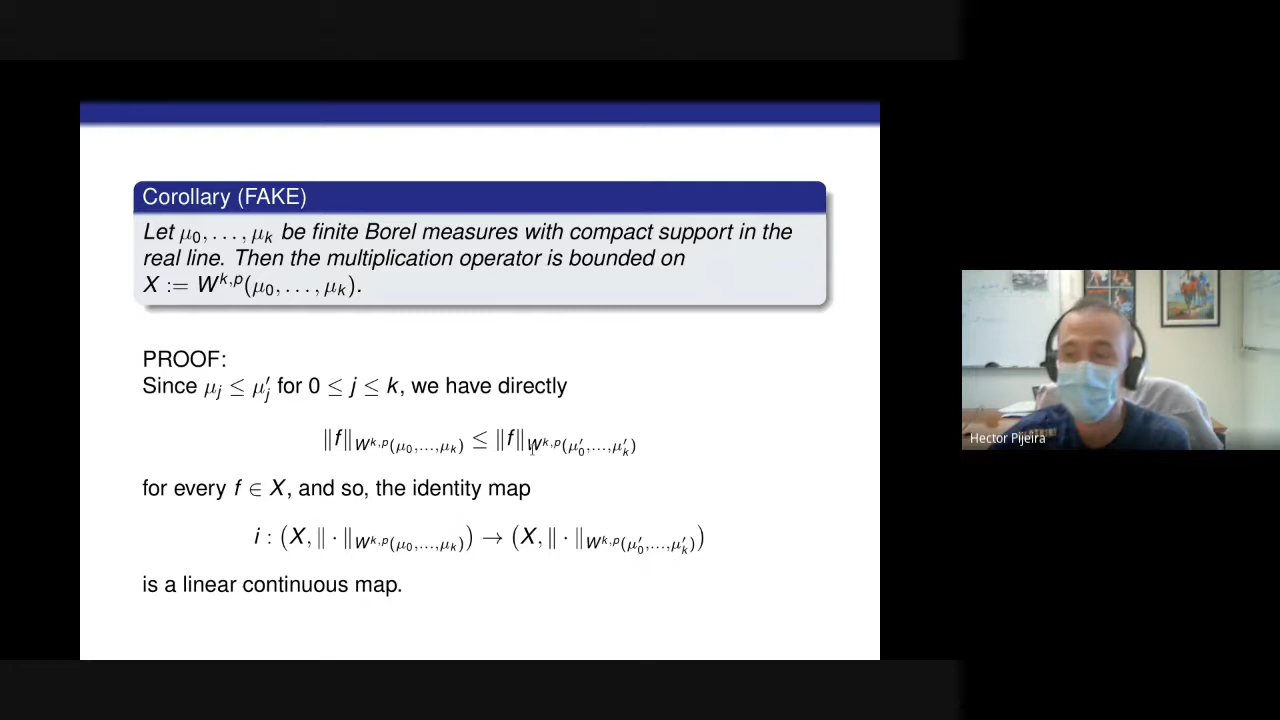 Corollary (FAKE)
Let μ₀, . . . , μₖ be finite Borel measures with compact support in the
real line. Then the multiplication operator is bounded on
X := Wᵏ,ᵖ(μ₀, . . . , μₖ).
PROOF:
Since μⱼ ≤ μ′ⱼ for 0 ≤ j ≤ k, we have directly
‖f‖_{W^{k,p}(μ₀,...,μₖ)} ≤ ‖f‖_{W^{k,p}(μ′₀,...,μ′ₖ)}
for every f ∈ X, and so, the identity map
i : (X, ‖ · ‖_{W^{k,p}(μ₀,...,μₖ)}) → (X, ‖ · ‖_{W^{k,p}(μ′₀,...,μ′ₖ)})
is a linear continuous map.
Hector Pijeira